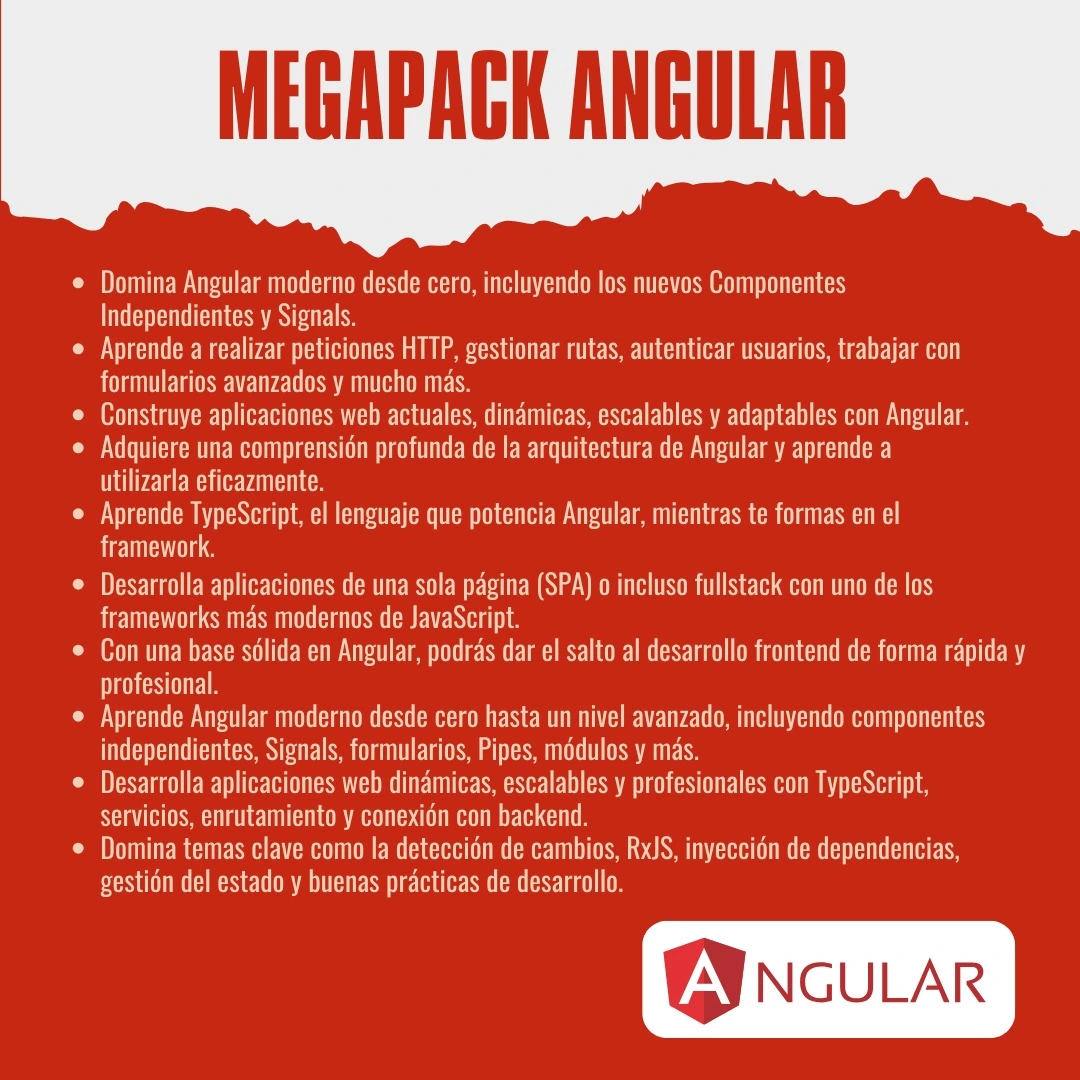 MEGAPACK ANGULAR
• Domina Angular moderno desde cero, incluyendo los nuevos Componentes
Independientes y Signals.
• Aprende a realizar peticiones HTTP, gestionar rutas, autenticar usuarios, trabajar con
formularios avanzados y mucho más.
• Construye aplicaciones web actuales, dinámicas, escalables y adaptables con Angular.
• Adquiere una comprensión profunda de la arquitectura de Angular y aprende a
utilizarla eficazmente.
• Aprende TypeScript, el lenguaje que potencia Angular, mientras te formas en el
framework.
• Desarrolla aplicaciones de una sola página (SPA) o incluso fullstack con uno de los
frameworks más modernos de JavaScript.
• Con una base sólida en Angular, podrás dar el salto al desarrollo frontend de forma rápida y
profesional.
• Aprende Angular moderno desde cero hasta un nivel avanzado, incluyendo componentes
independientes, Signals, formularios, Pipes, módulos y más.
• Desarrolla aplicaciones web dinámicas, escalables y profesionales con TypeScript,
servicios, enrutamiento y conexión con backend.
• Domina temas clave como la detección de cambios, RxJS, inyección de dependencias,
gestión del estado y buenas prácticas de desarrollo.
ANGULAR